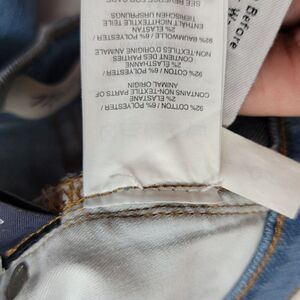 92% COTTON / 6% POLYESTER /
2% ELASTANE
NON-TEXTILE PARTS OF
ANIMAL ORIGIN
92% COTON / 6% POLYESTER /
2% ELASTHANNE
CONTIENT DES PARTIES
NON-TEXTILES D'ORIGINE ANIMALE
92% BAUMWOLLE / 6% POLYESTER /
2% ELASTAN
ENTHÄLT NICHTTEXTILE TEILE
TIERISCHEN URSPRUNGS
Before